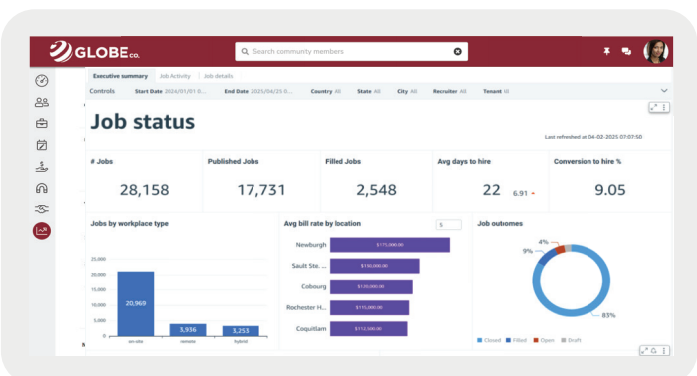 GLOBE co.
Search community members
Executive summary Job Activity Job details
Controls Start Date 2024/01/01 0... End Date 2025/04/25 0... Country All State All City All Recruiter All Tenant
Job status
Last refreshed at 04-02-2025 07:07:50
# Jobs Published Jobs Filled Jobs Avg days to hire Conversion to hire %
28,158 17,731 2,548 22 6.91 9.05
Jobs by workplace type
25,000
20,000
15,000
10,000
5,000
0
20,969
3,936
3,253
on-site remote hybrid
Avg bill rate by location 5
Newburgh $175,000.00
Sault Ste. ... $130,000.00
Cobourg $120,000.00
Rochester H... $115,000.00
Coquitlam $112,500.00
Job outcomes
4%
9%
83%
Closed Filled Open Draft